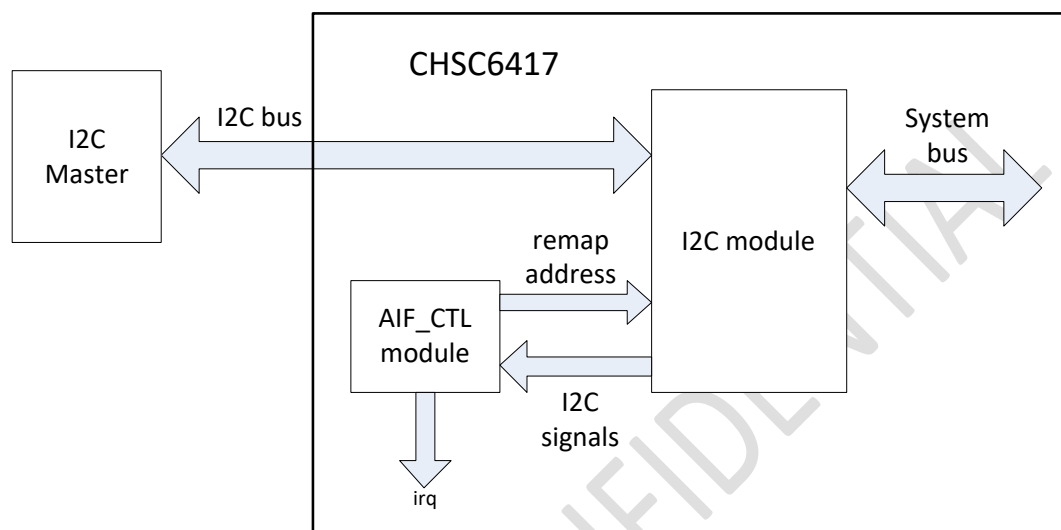 CHSC6417
I2C
Master
I2C bus
System
bus
I2C module
remap
address
AIF_CTL
module
I2C
signals
irq